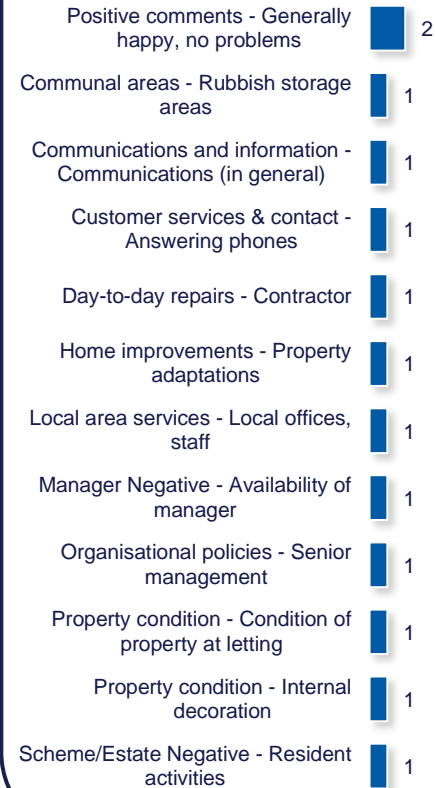 Positive comments - Generally
happy, no problems
2
Communal areas - Rubbish storage
areas
1
Communications and information -
Communications (in general)
1
Customer services & contact -
Answering phones
1
Day-to-day repairs - Contractor
1
Home improvements - Property
adaptations
1
Local area services - Local offices,
staff
1
Manager Negative - Availability of
manager
1
Organisational policies - Senior
management
1
Property condition - Condition of
property at letting
1
Property condition - Internal
decoration
1
Scheme/Estate Negative - Resident
activities
1